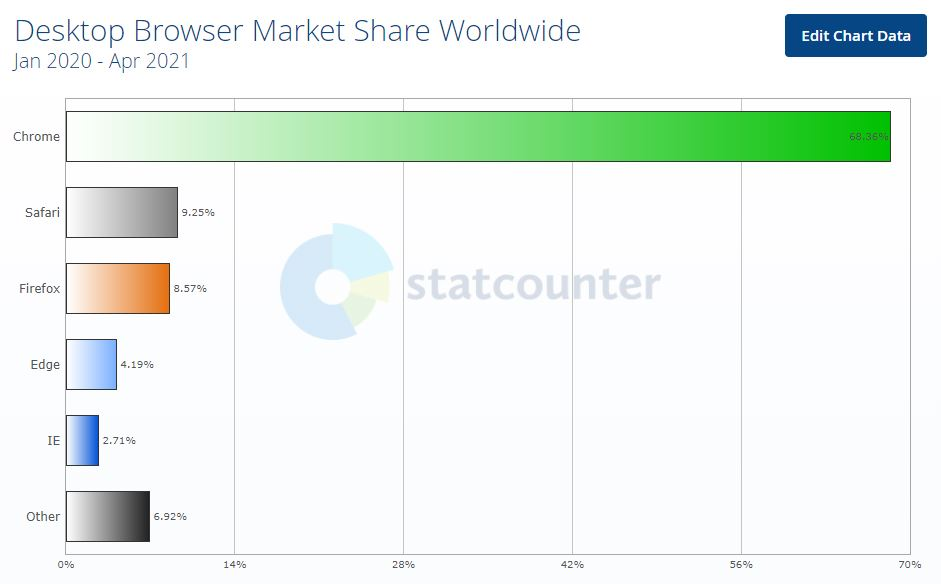 Desktop Browser Market Share Worldwide
Jan 2020 - Apr 2021
Edit Chart Data
Chrome 68.36%
Safari 9.25%
statcounter
Firefox 8.57%
Edge 4.19%
IE 2.71%
Other 6.92%
0% 14% 28% 42% 56% 70%